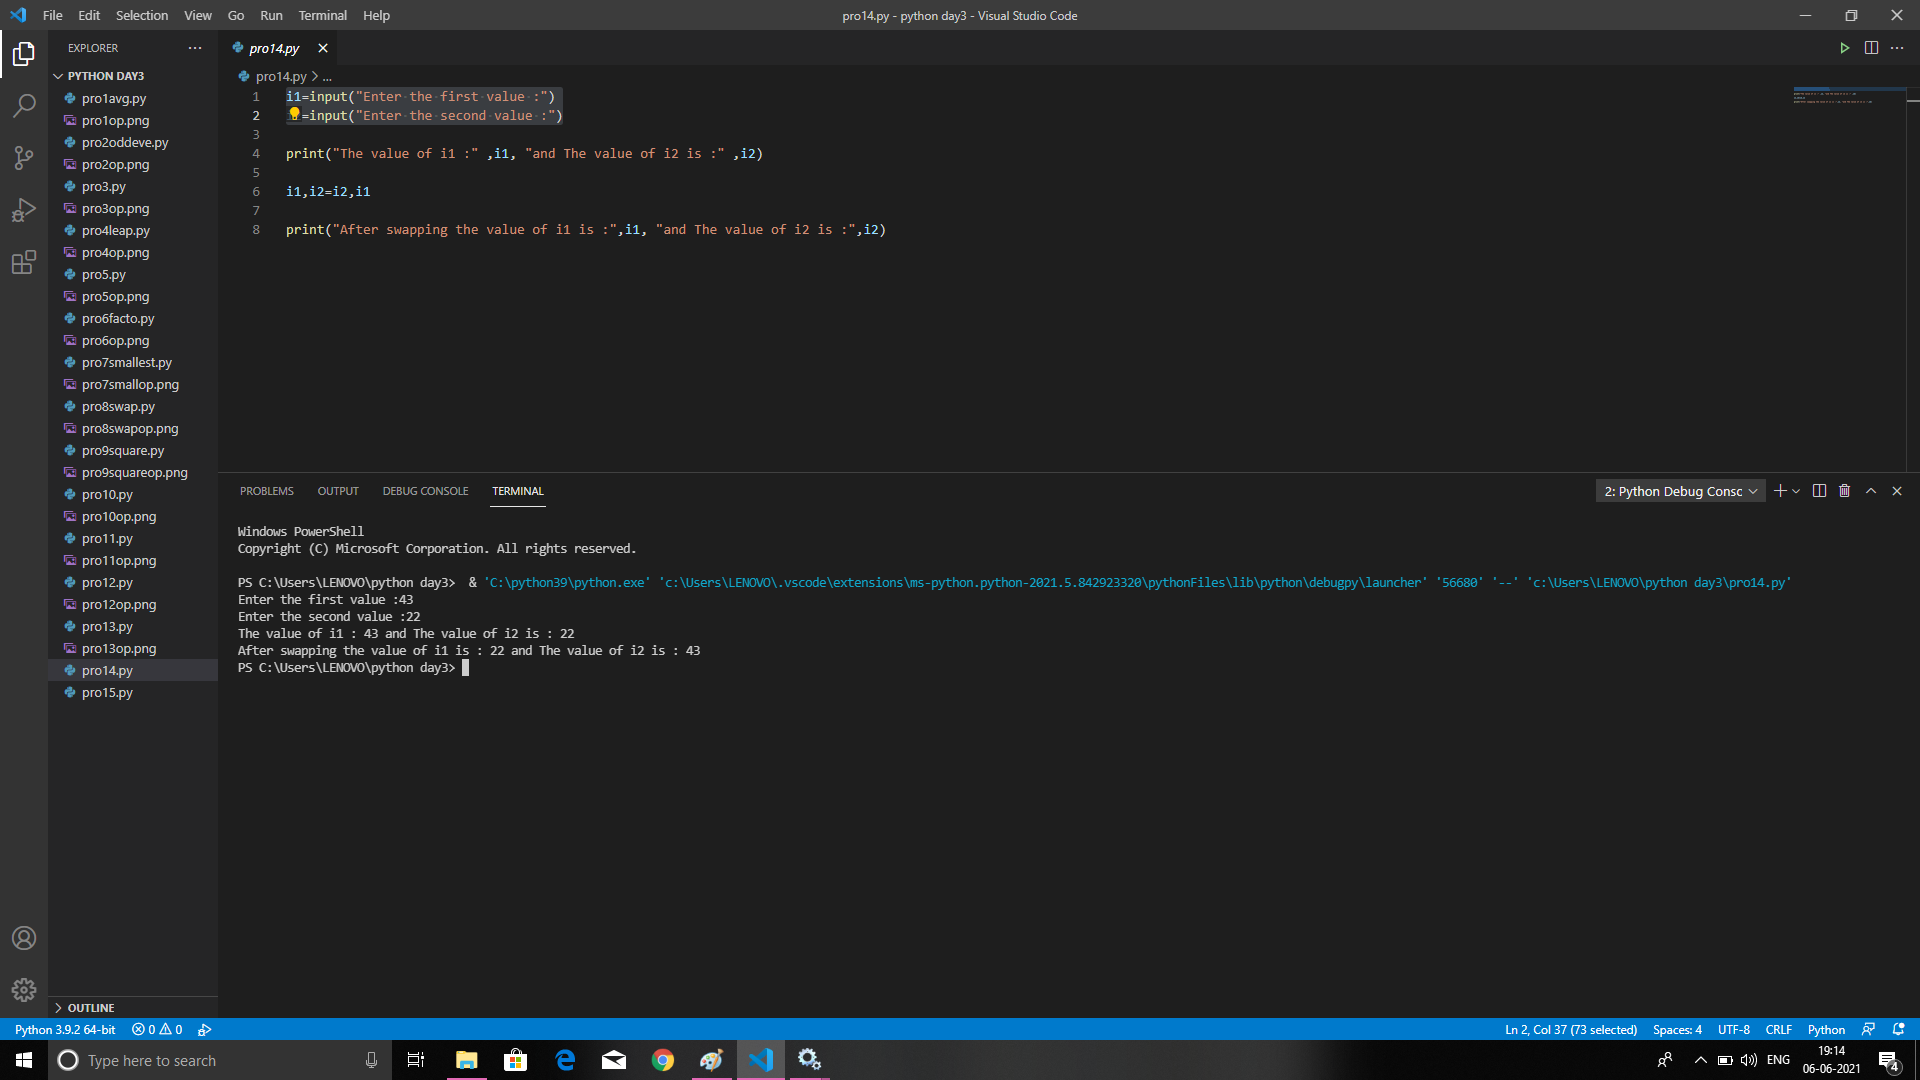 File Edit Selection View Go Run Terminal Help
pro14.py - python day3 - Visual Studio Code
EXPLORER
PYTHON DAY3
pro1avg.py
pro1op.png
pro2oddeve.py
pro2op.png
pro3.py
pro3op.png
pro4leap.py
pro4op.png
pro5.py
pro5op.png
pro6facto.py
pro6op.png
pro7smallest.py
pro7smallop.png
pro8swap.py
pro8swapop.png
pro9square.py
pro9squareop.png
pro10.py
pro10op.png
pro11.py
pro11op.png
pro12.py
pro12op.png
pro13.py
pro13op.png
pro14.py
pro15.py
OUTLINE
pro14.py
pro14.py > ...
1 i1=input("Enter the first value :")
2 =input("Enter the second value :")
3
4 print("The value of i1 :" ,i1, "and The value of i2 is :" ,i2)
5
6 i1,i2=i2,i1
7
8 print("After swapping the value of i1 is :",i1, "and The value of i2 is :",i2)
PROBLEMS OUTPUT DEBUG CONSOLE TERMINAL
2: Python Debug Consc
Windows PowerShell
Copyright (C) Microsoft Corporation. All rights reserved.
PS C:\Users\LENOVO\python day3>  & 'C:\python39\python.exe' 'c:\Users\LENOVO\.vscode\extensions\ms-python.python-2021.5.842923320\pythonFiles\lib\python\debugpy\launcher' '56680' '--' 'c:\Users\LENOVO\python day3\pro14.py'
Enter the first value :43
Enter the second value :22
The value of i1 : 43 and The value of i2 is : 22
After swapping the value of i1 is : 22 and The value of i2 is : 43
PS C:\Users\LENOVO\python day3>
Python 3.9.2 64-bit 0 0
Ln 2, Col 37 (73 selected) Spaces: 4 UTF-8 CRLF Python
Type here to search
ENG
19:14
06-06-2021
4